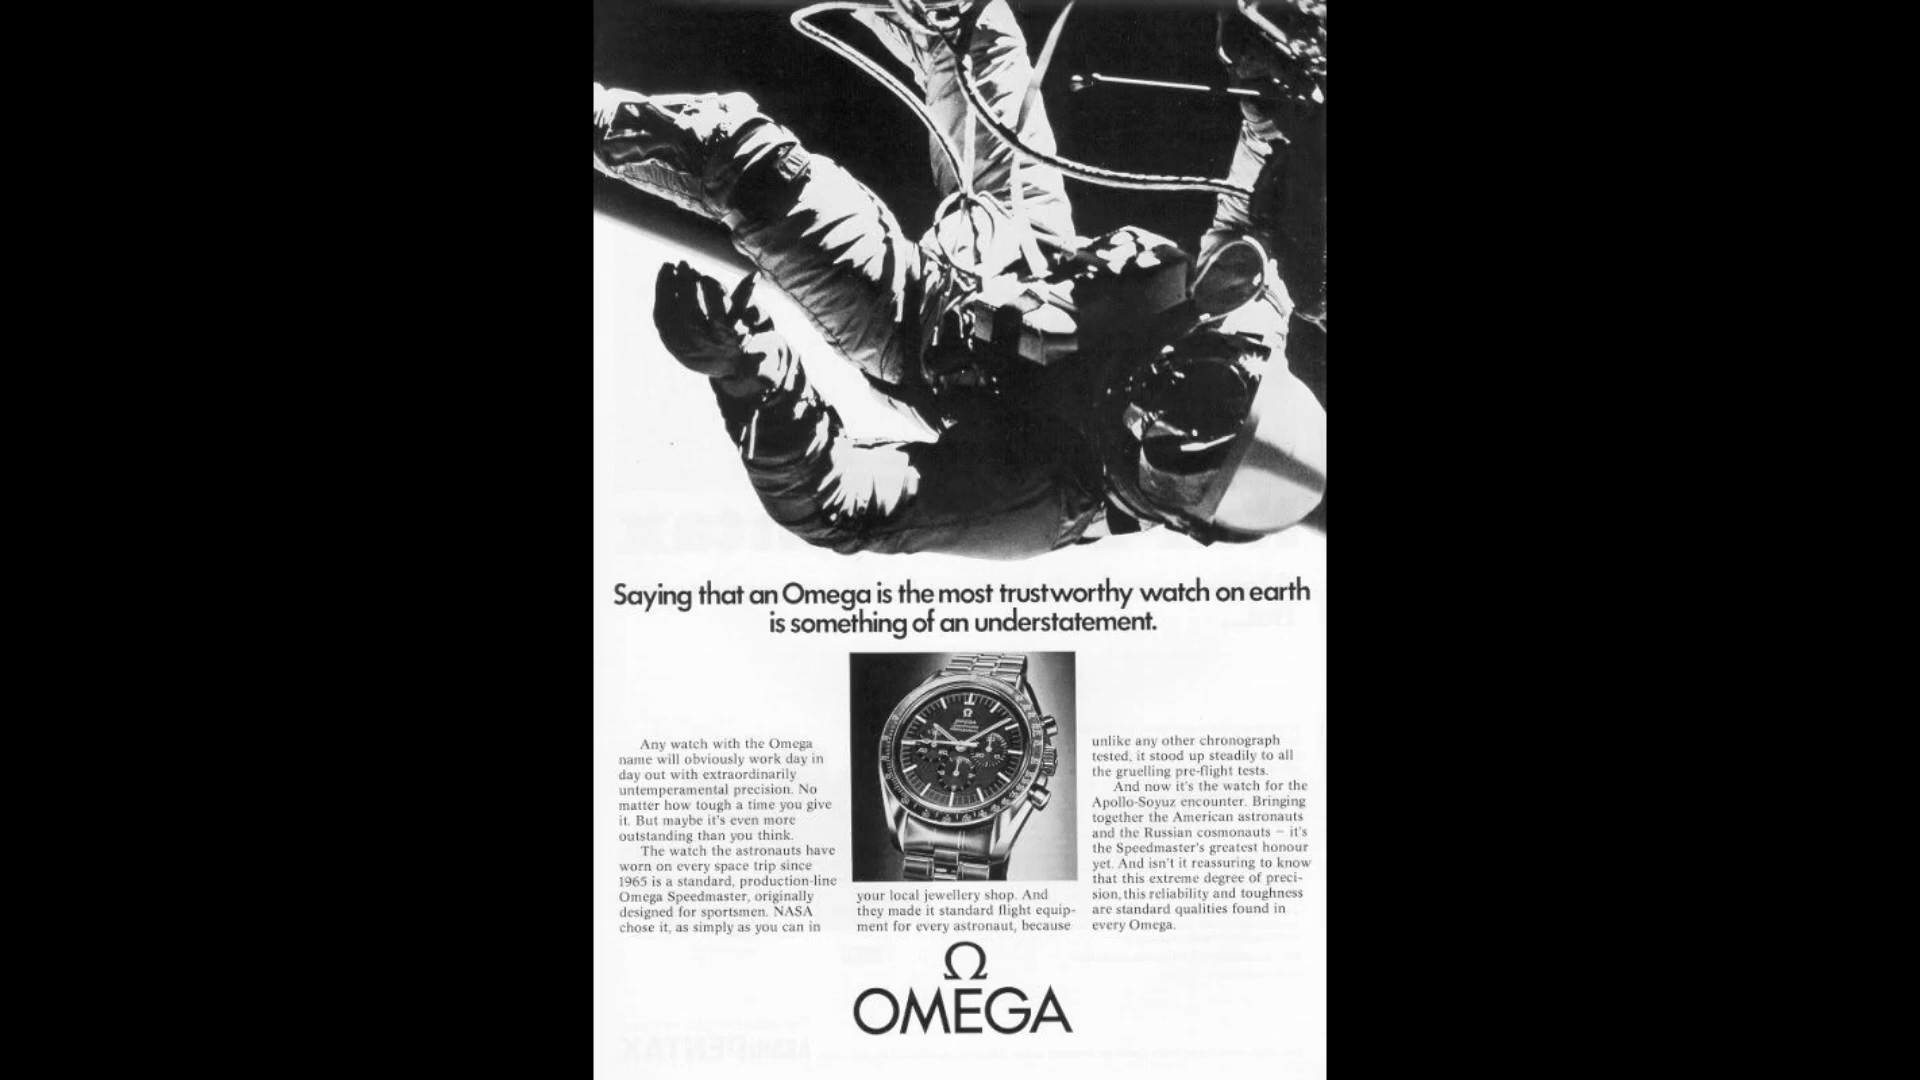 Saying that an Omega is the most trustworthy watch on earth
is something of an understatement.
Any watch with the Omega
name will obviously work day in
day out with extraordinarily
untemperamental precision. No
matter how tough a time you give
it. But maybe it's even more
outstanding than you think.
The watch the astronauts have
worn on every space trip since
1965 is a standard, production-line
Omega Speedmaster, originally
designed for sportsmen. NASA
chose it, as simply as you can in
your local jewellery shop. And
they made it standard flight equip-
ment for every astronaut, because
unlike any other chronograph
tested, it stood up steadily to all
the gruelling pre-flight tests.
And now it's the watch for the
Apollo-Soyuz encounter. Bringing
together the American astronauts
and the Russian cosmonauts – it's
the Speedmaster's greatest honour
yet. And isn't it reassuring to know
that this extreme degree of preci-
sion, this reliability and toughness
are standard qualities found in
every Omega.
Ω
OMEGA